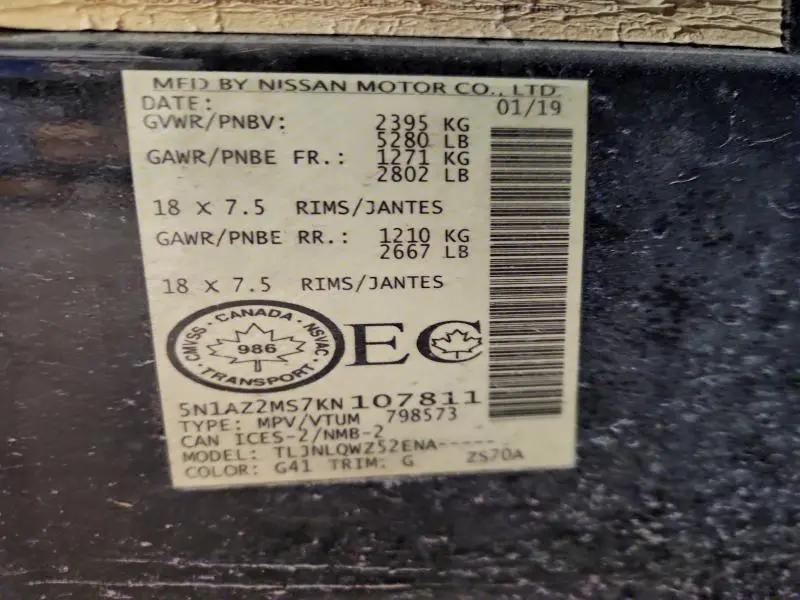 MFD BY NISSAN MOTOR CO., LTD.
DATE: 01/19
GVWR/PNBV: 2395 KG
5280 LB
GAWR/PNBE FR.: 1271 KG
2802 LB
18 X 7.5 RIMS/JANTES
GAWR/PNBE RR.: 1210 KG
2667 LB
18 X 7.5 RIMS/JANTES
CMVSS · CANADA · NSVAC · TRANSPORT
986
EC
5N1AZ2MS7KN107811
TYPE: MPV/VTUM 798573
CAN ICES-2/NMB-2
MODEL: TLJNLQWZ52ENA-----
COLOR: G41 TRIM: G ZS70A